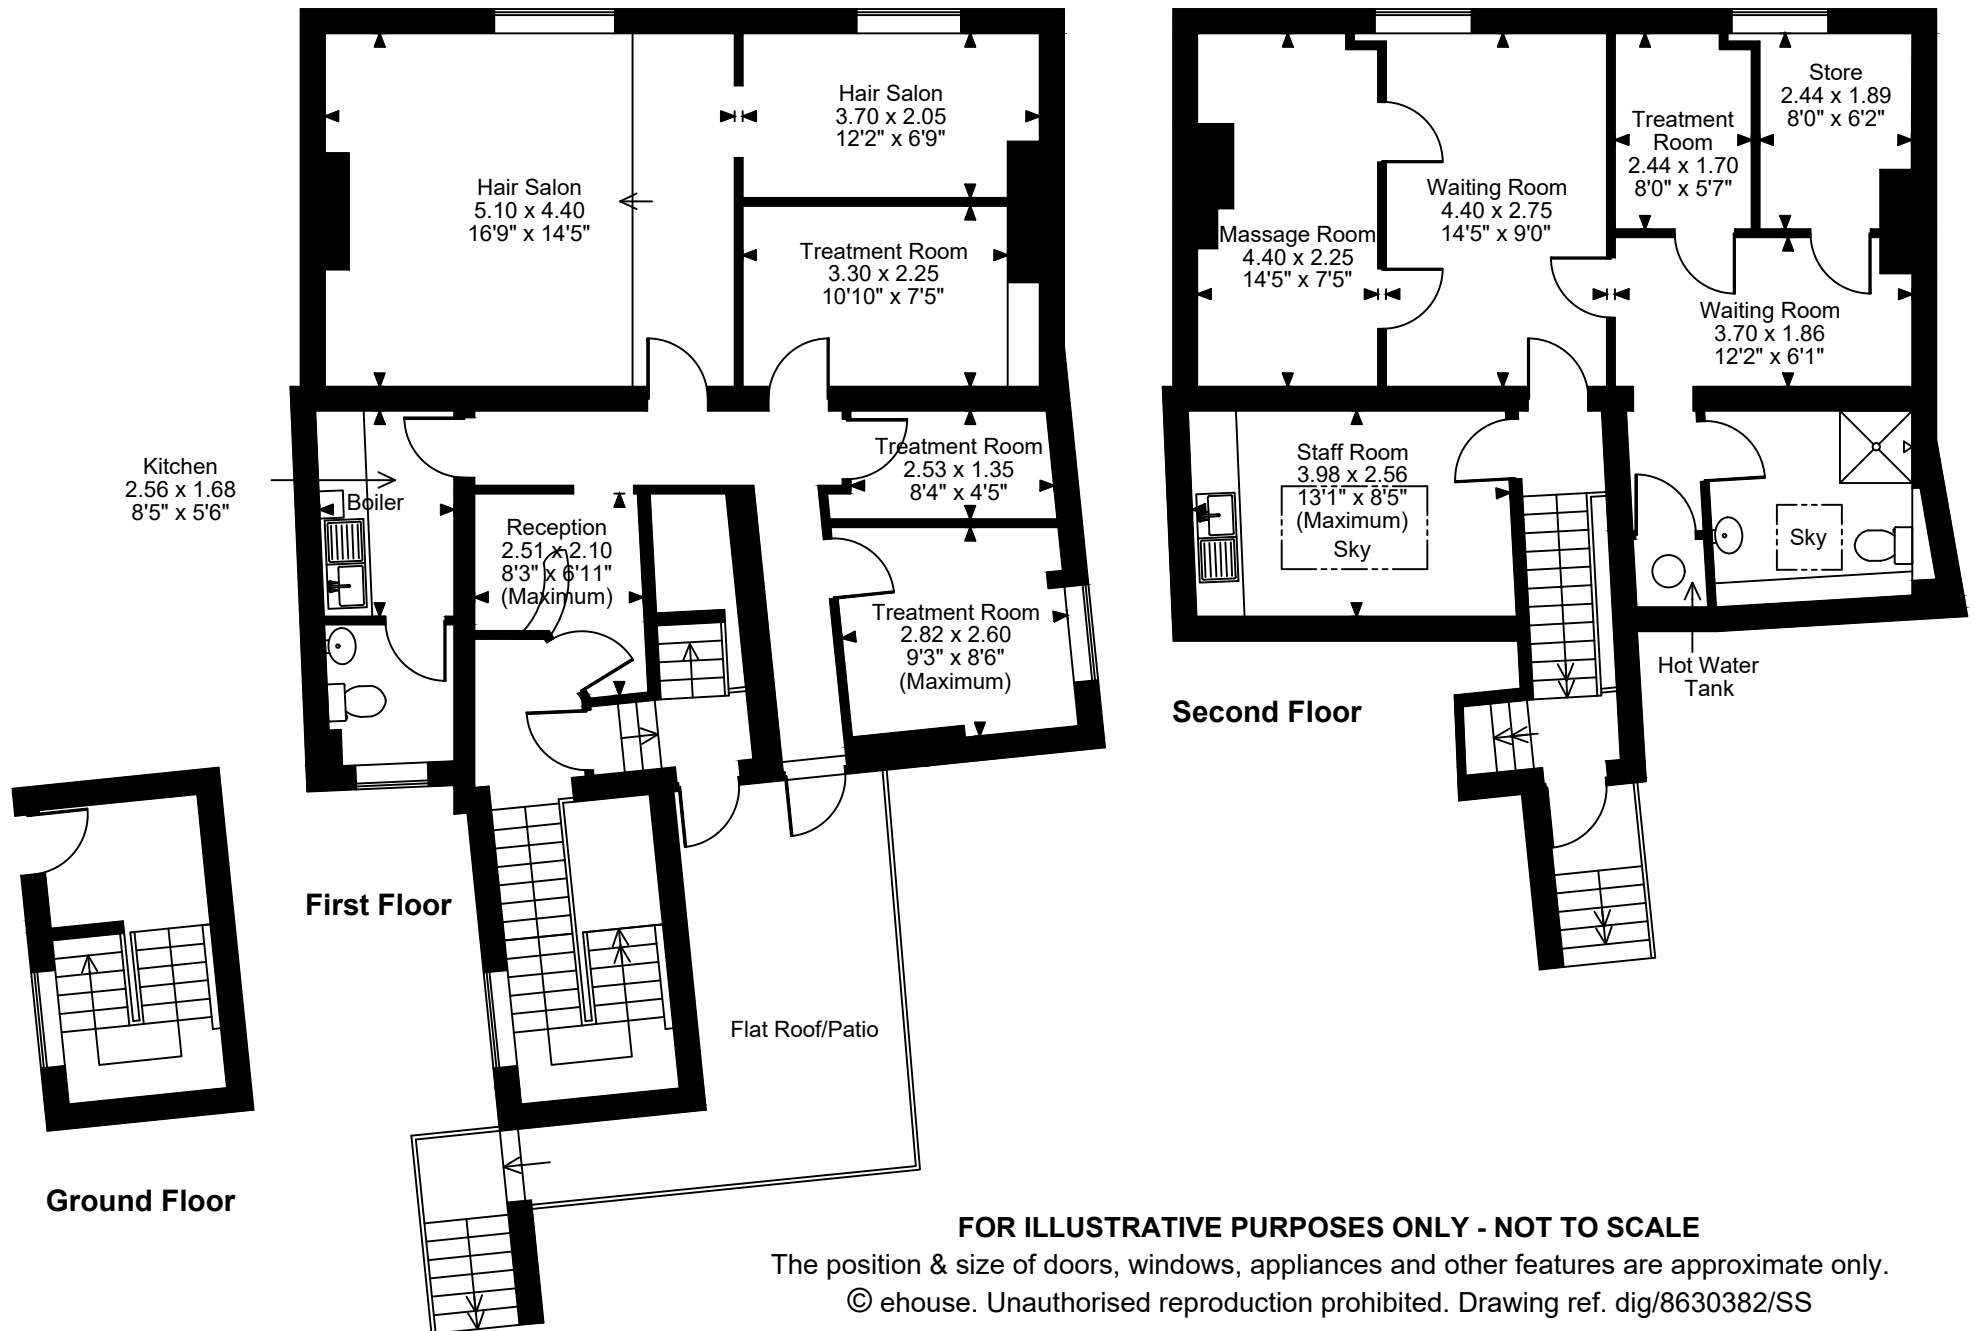 Hair Salon
5.10 x 4.40
16'9" x 14'5"
Hair Salon
3.70 x 2.05
12'2" x 6'9"
Treatment Room
3.30 x 2.25
10'10" x 7'5"
Kitchen
2.56 x 1.68
8'5" x 5'6"
Boiler
Reception
2.51 x 2.10
8'3" x 6'11"
(Maximum)
Treatment Room
2.53 x 1.35
8'4" x 4'5"
Treatment Room
2.82 x 2.60
9'3" x 8'6"
(Maximum)
First Floor
Flat Roof/Patio
Ground Floor
Massage Room
4.40 x 2.25
14'5" x 7'5"
Waiting Room
4.40 x 2.75
14'5" x 9'0"
Treatment
Room
2.44 x 1.70
8'0" x 5'7"
Store
2.44 x 1.89
8'0" x 6'2"
Waiting Room
3.70 x 1.86
12'2" x 6'1"
Staff Room
3.98 x 2.56
13'1" x 8'5"
(Maximum)
Sky
Sky
Hot Water
Tank
Second Floor
FOR ILLUSTRATIVE PURPOSES ONLY - NOT TO SCALE
The position & size of doors, windows, appliances and other features are approximate only.
© ehouse. Unauthorised reproduction prohibited. Drawing ref. dig/8630382/SS